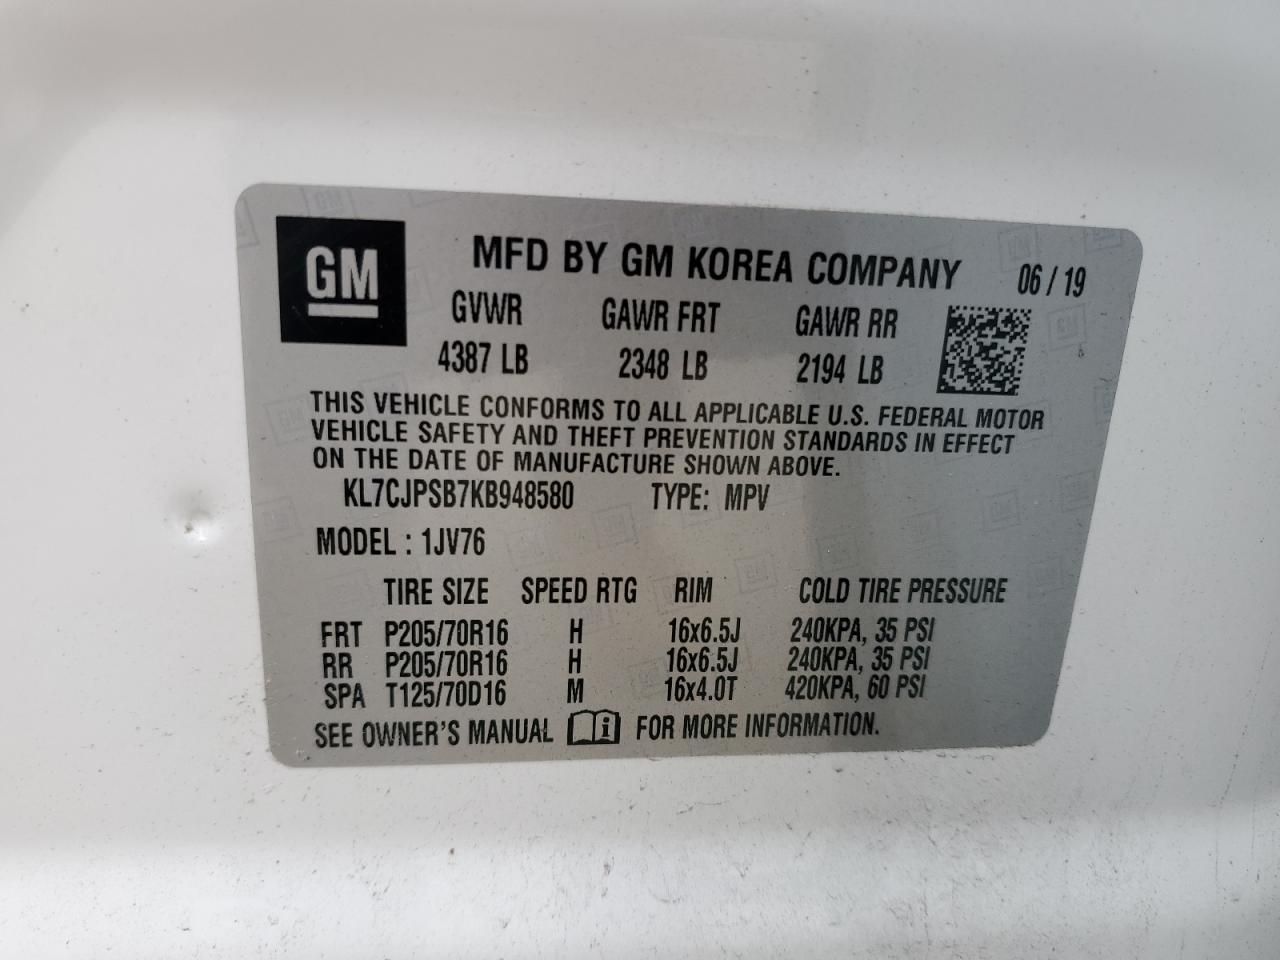 GM
MFD BY GM KOREA COMPANY 06 / 19
GVWR GAWR FRT GAWR RR
4387 LB 2348 LB 2194 LB
THIS VEHICLE CONFORMS TO ALL APPLICABLE U.S. FEDERAL MOTOR
VEHICLE SAFETY AND THEFT PREVENTION STANDARDS IN EFFECT
ON THE DATE OF MANUFACTURE SHOWN ABOVE.
KL7CJPSB7KB948580 TYPE: MPV
MODEL : 1JV76
TIRE SIZE SPEED RTG RIM COLD TIRE PRESSURE
FRT P205/70R16 H 16x6.5J 240KPA, 35 PSI
RR P205/70R16 H 16x6.5J 240KPA, 35 PSI
SPA T125/70D16 M 16x4.0T 420KPA, 60 PSI
SEE OWNER'S MANUAL i FOR MORE INFORMATION.